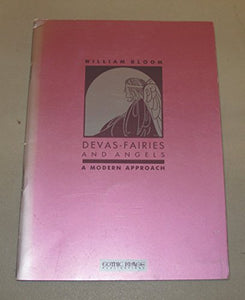 WILLIAM BLOOM
DEVAS-FAIRIES
AND ANGELS
A MODERN APPROACH
GOTHIC IMAGE